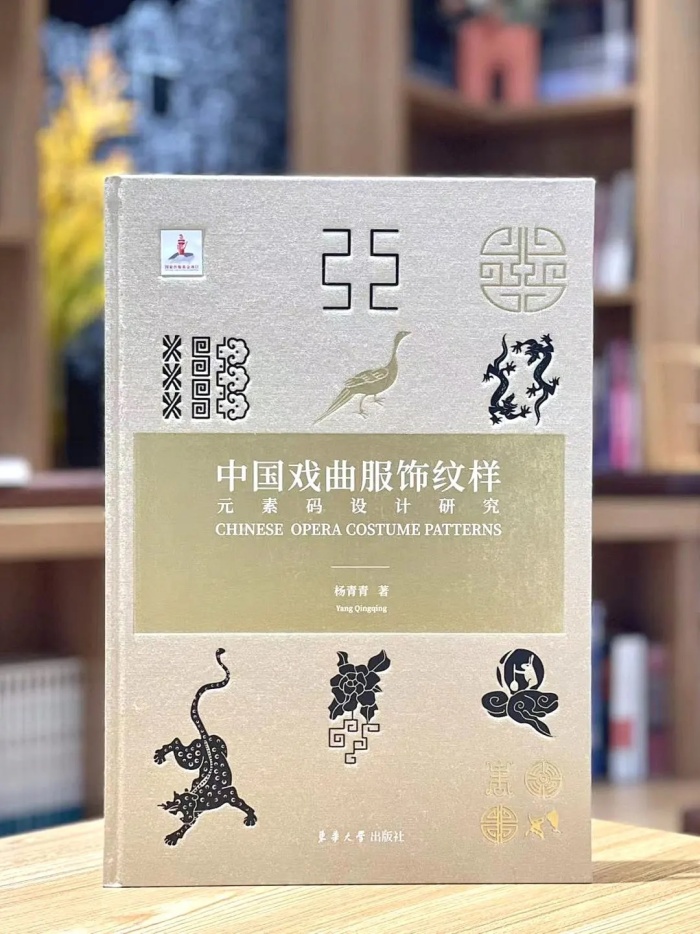 中国戏曲服饰纹样
元素码设计研究
CHINESE OPERA COSTUME PATTERNS
杨青青 著
Yang Qingqing
东华大学出版社